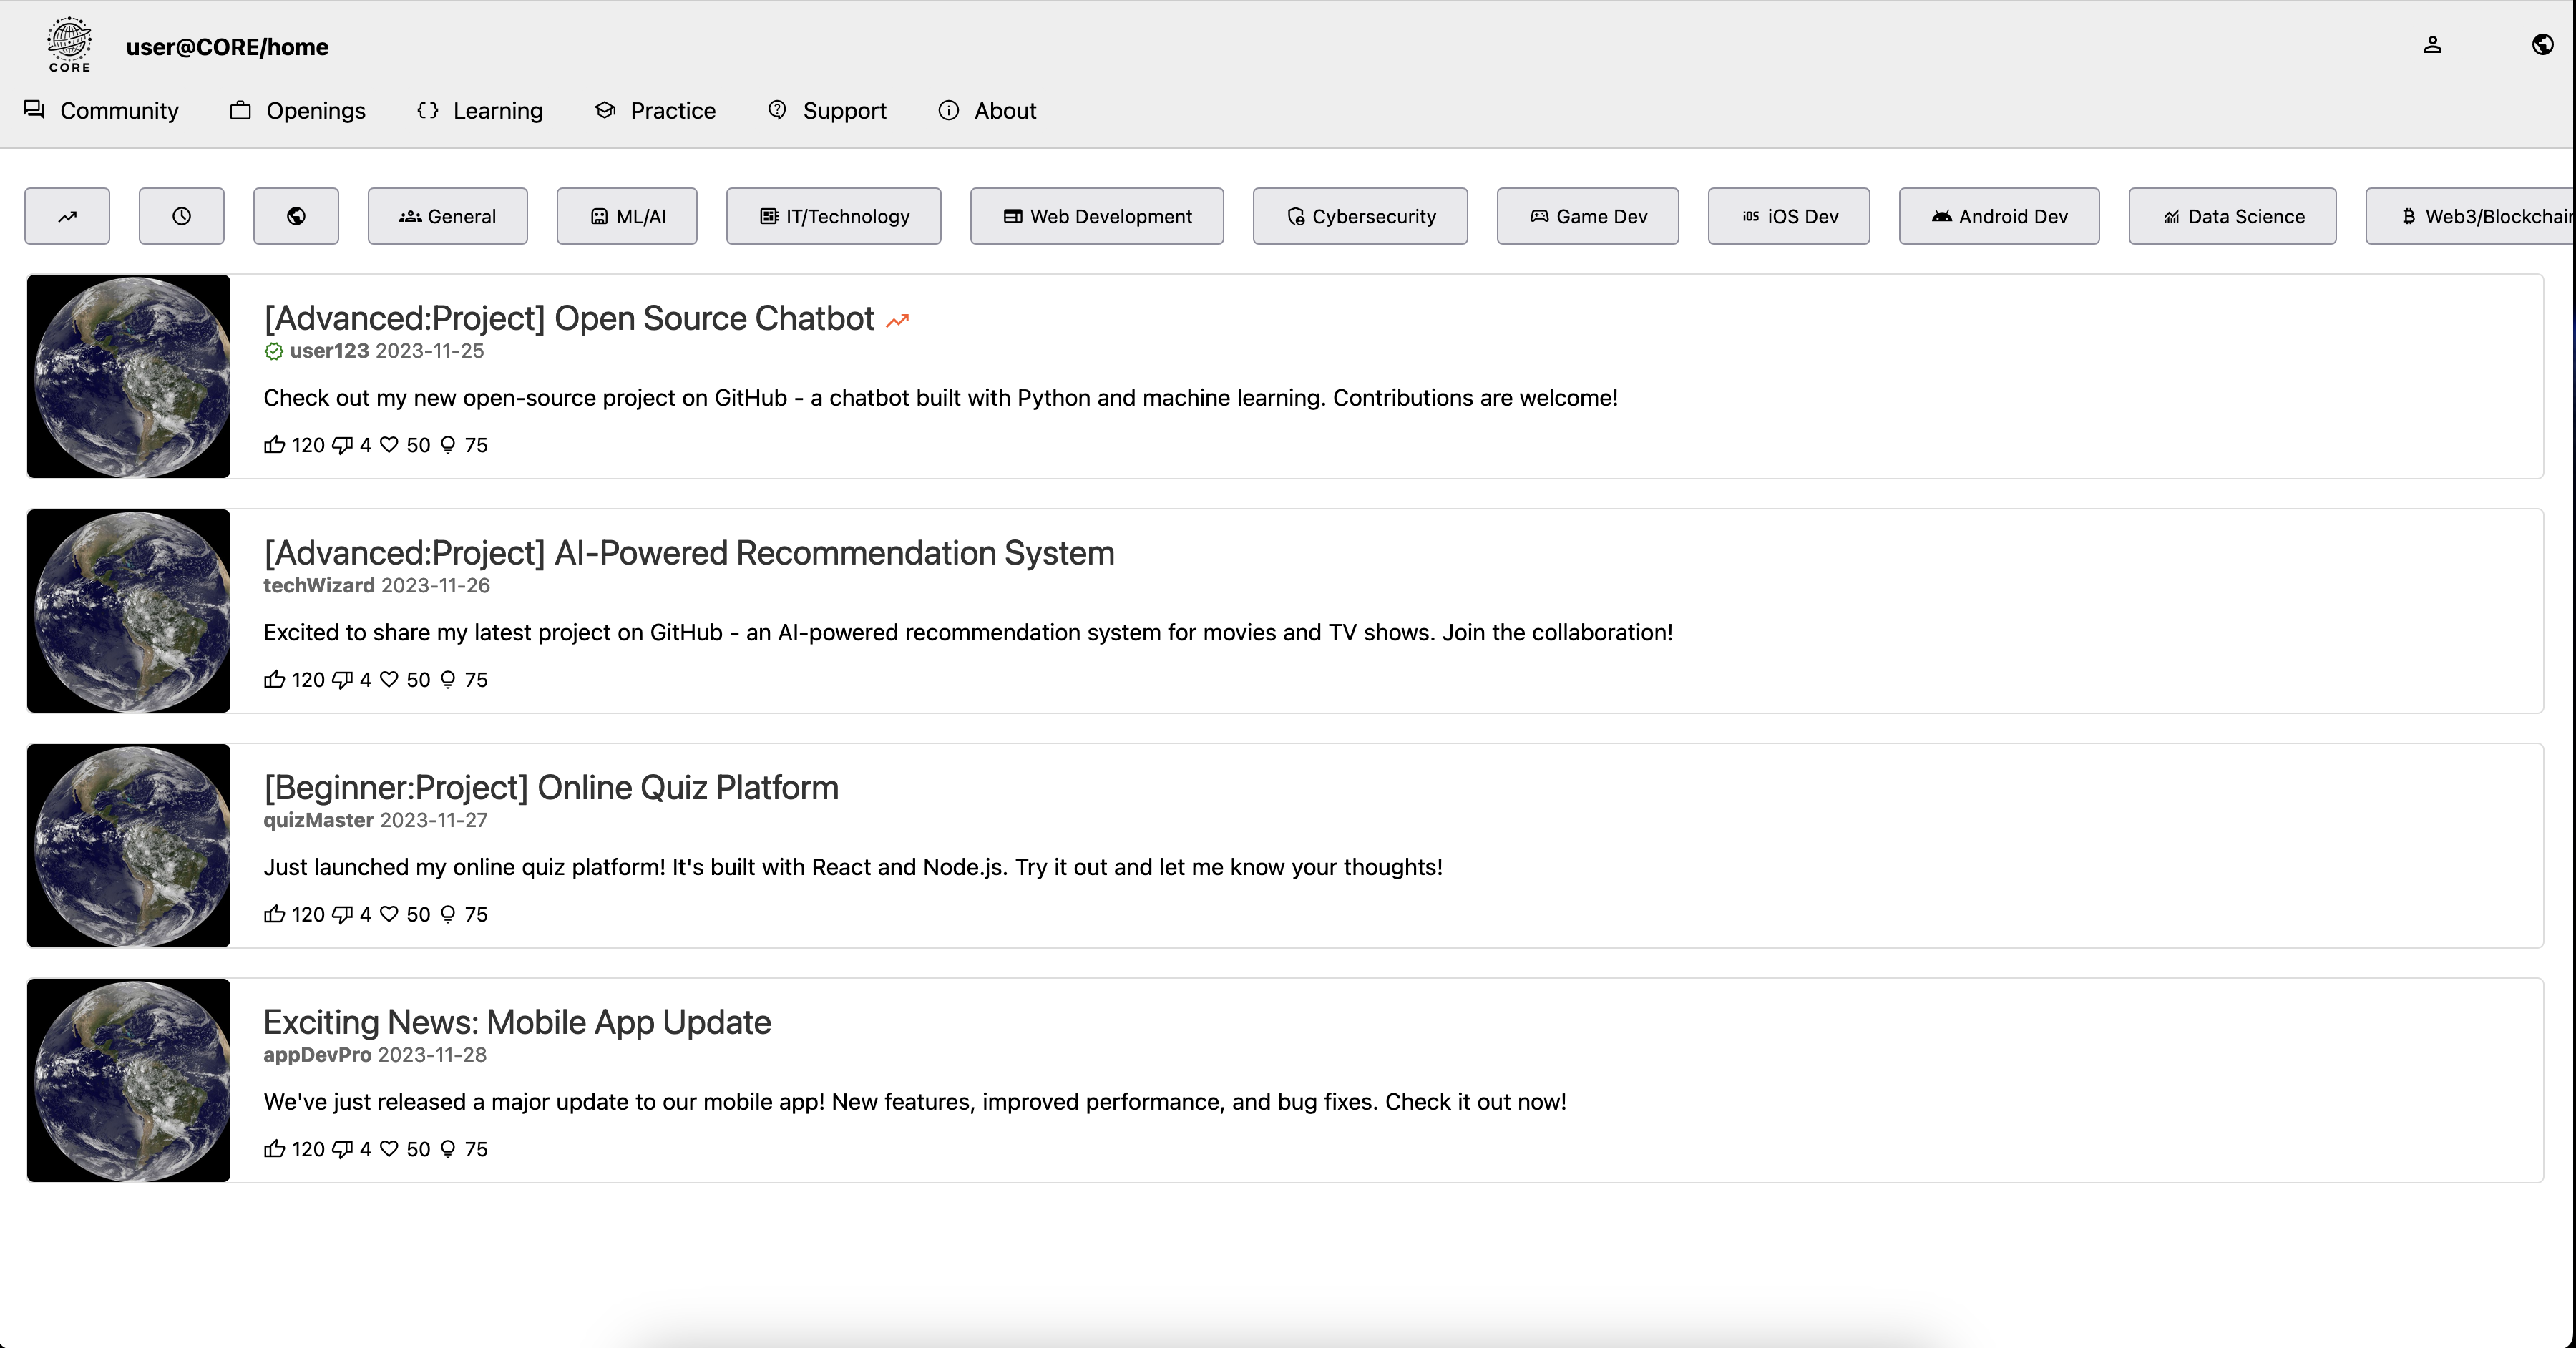 CORE
user@CORE/home
Community Openings Learning Practice Support About
General ML/AI IT/Technology Web Development Cybersecurity Game Dev iOS iOS Dev Android Dev Data Science Web3/Blockchain
[Advanced:Project] Open Source Chatbot
user123 2023-11-25
Check out my new open-source project on GitHub - a chatbot built with Python and machine learning. Contributions are welcome!
120 4 50 75
[Advanced:Project] AI-Powered Recommendation System
techWizard 2023-11-26
Excited to share my latest project on GitHub - an AI-powered recommendation system for movies and TV shows. Join the collaboration!
120 4 50 75
[Beginner:Project] Online Quiz Platform
quizMaster 2023-11-27
Just launched my online quiz platform! It's built with React and Node.js. Try it out and let me know your thoughts!
120 4 50 75
Exciting News: Mobile App Update
appDevPro 2023-11-28
We've just released a major update to our mobile app! New features, improved performance, and bug fixes. Check it out now!
120 4 50 75